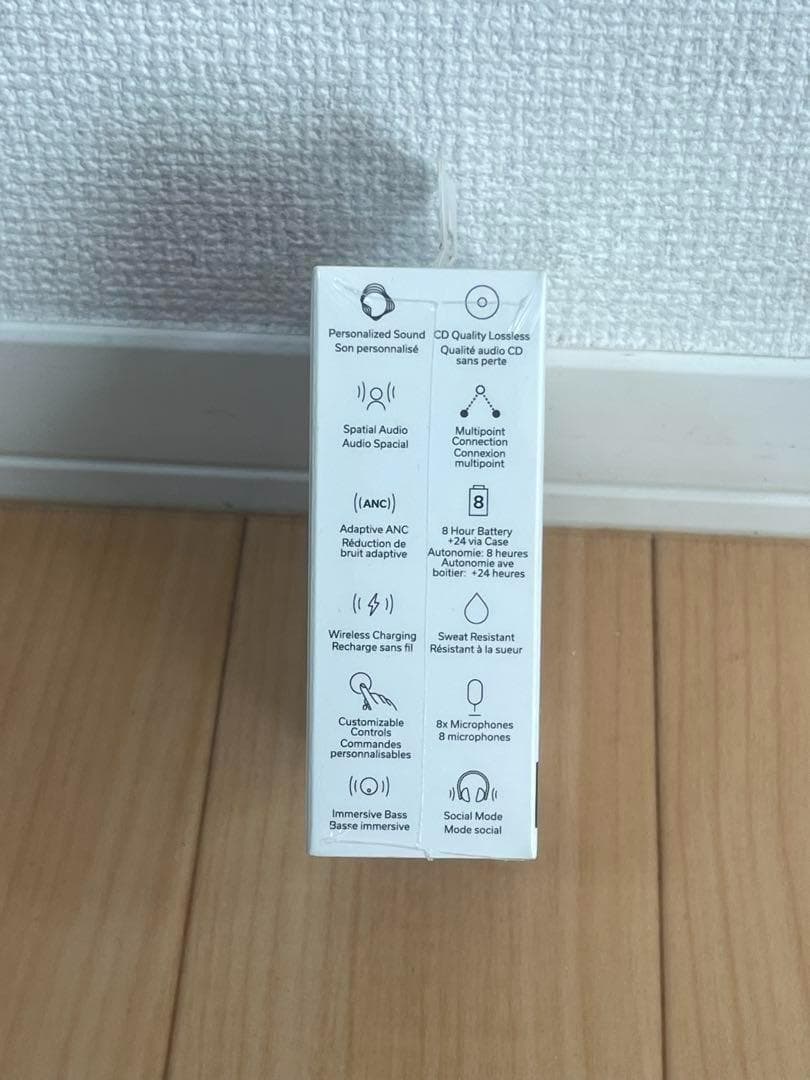 Personalized Sound
Son personnalisé
CD Quality Lossless
Qualité audio CD
sans perte
Spatial Audio
Audio Spacial
Multipoint
Connection
Connexion
multipoint
((ANC))
Adaptive ANC
Réduction de
bruit adaptive
8
8 Hour Battery
+24 via Case
Autonomie: 8 heures
Autonomie ave
boitier: +24 heures
Wireless Charging
Recharge sans fil
Sweat Resistant
Résistant à la sueur
Customizable
Controls
Commandes
personnalisables
8x Microphones
8 microphones
Immersive Bass
Basse immersive
Social Mode
Mode social